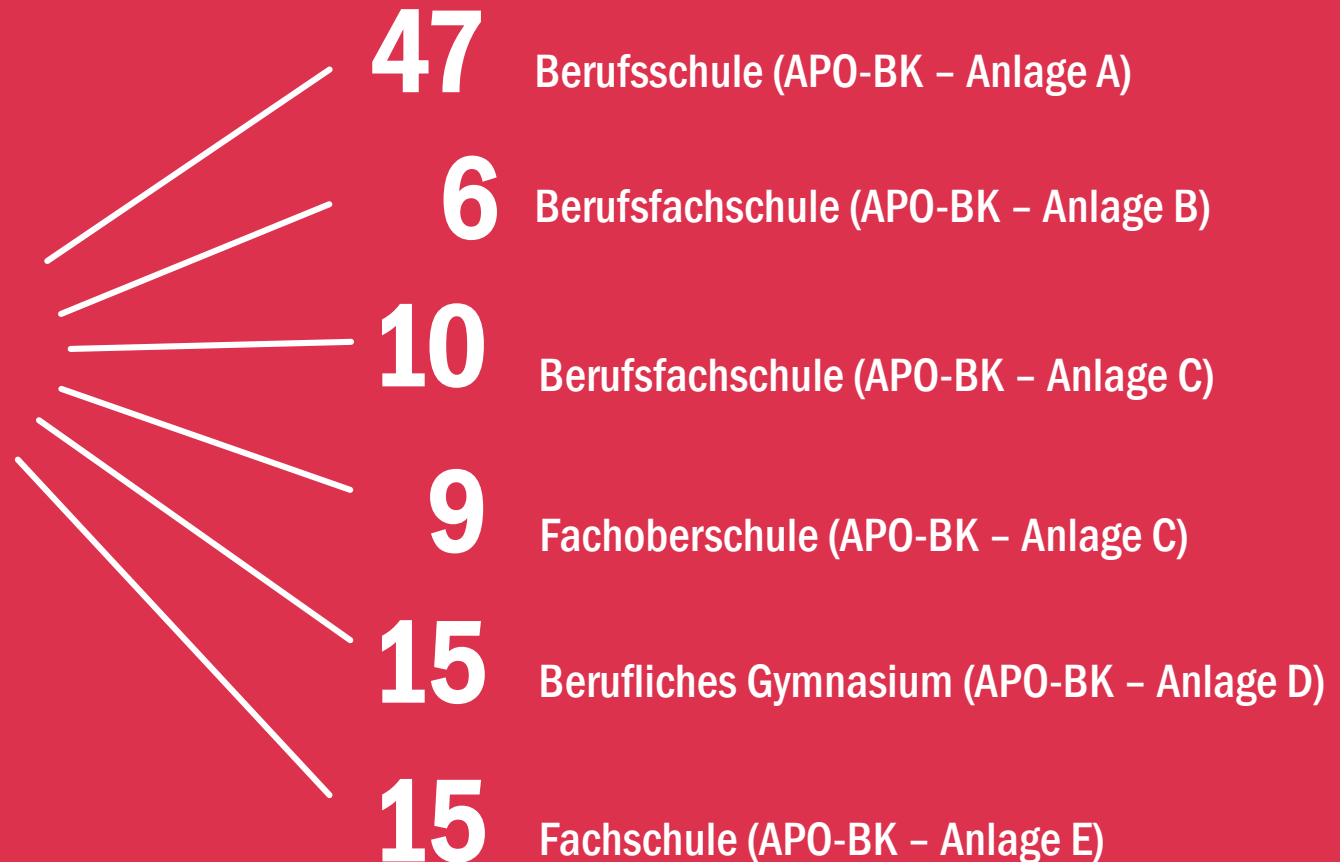 47 Berufsschule (APO-BK – Anlage A)
6 Berufsfachschule (APO-BK – Anlage B)
10 Berufsfachschule (APO-BK – Anlage C)
9 Fachoberschule (APO-BK – Anlage C)
15 Berufliches Gymnasium (APO-BK – Anlage D)
15 Fachschule (APO-BK – Anlage E)